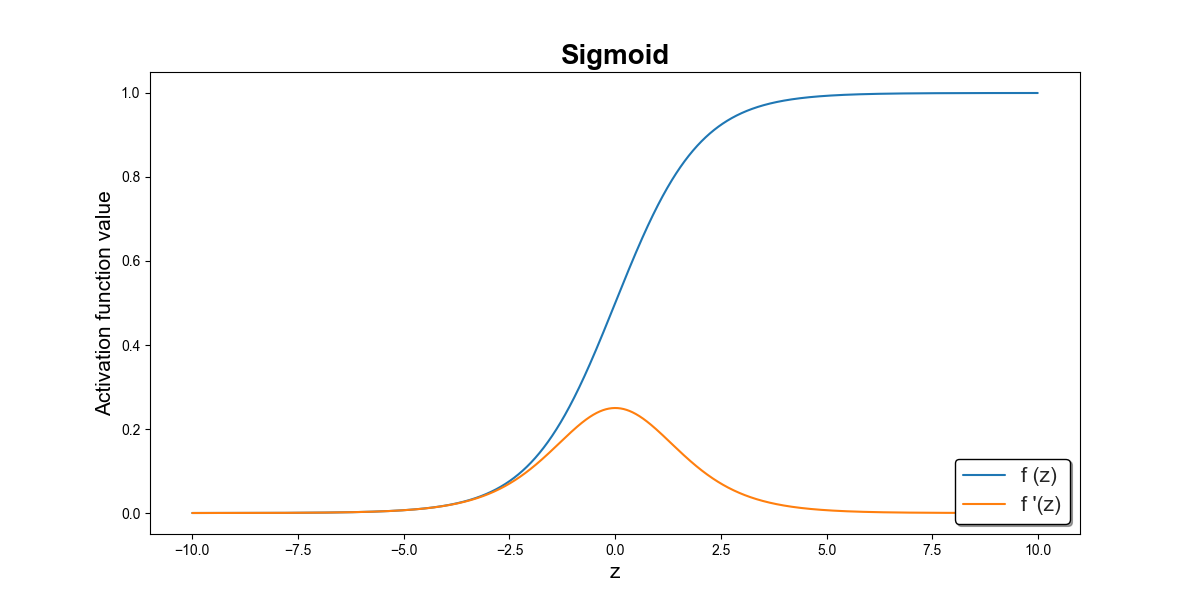 Sigmoid
Activation function value
1.0
0.8
0.6
0.4
0.2
0.0
−10.0 −7.5 −5.0 −2.5 0.0 2.5 5.0 7.5 10.0
z
f (z)
f '(z)